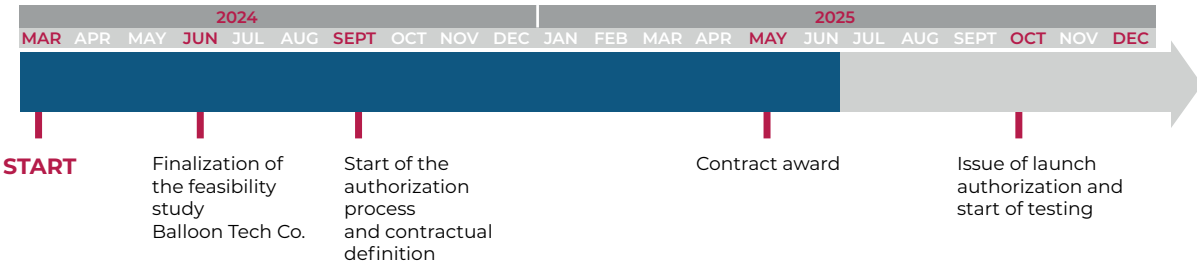 2024 2025
MAR APR MAY JUN JUL AUG SEPT OCT NOV DEC JAN FEB MAR APR MAY JUN JUL AUG SEPT OCT NOV DEC
START
Finalization of
the feasibility
study
Balloon Tech Co.
Start of the
authorization
process
and contractual
definition
Contract award
Issue of launch
authorization and
start of testing